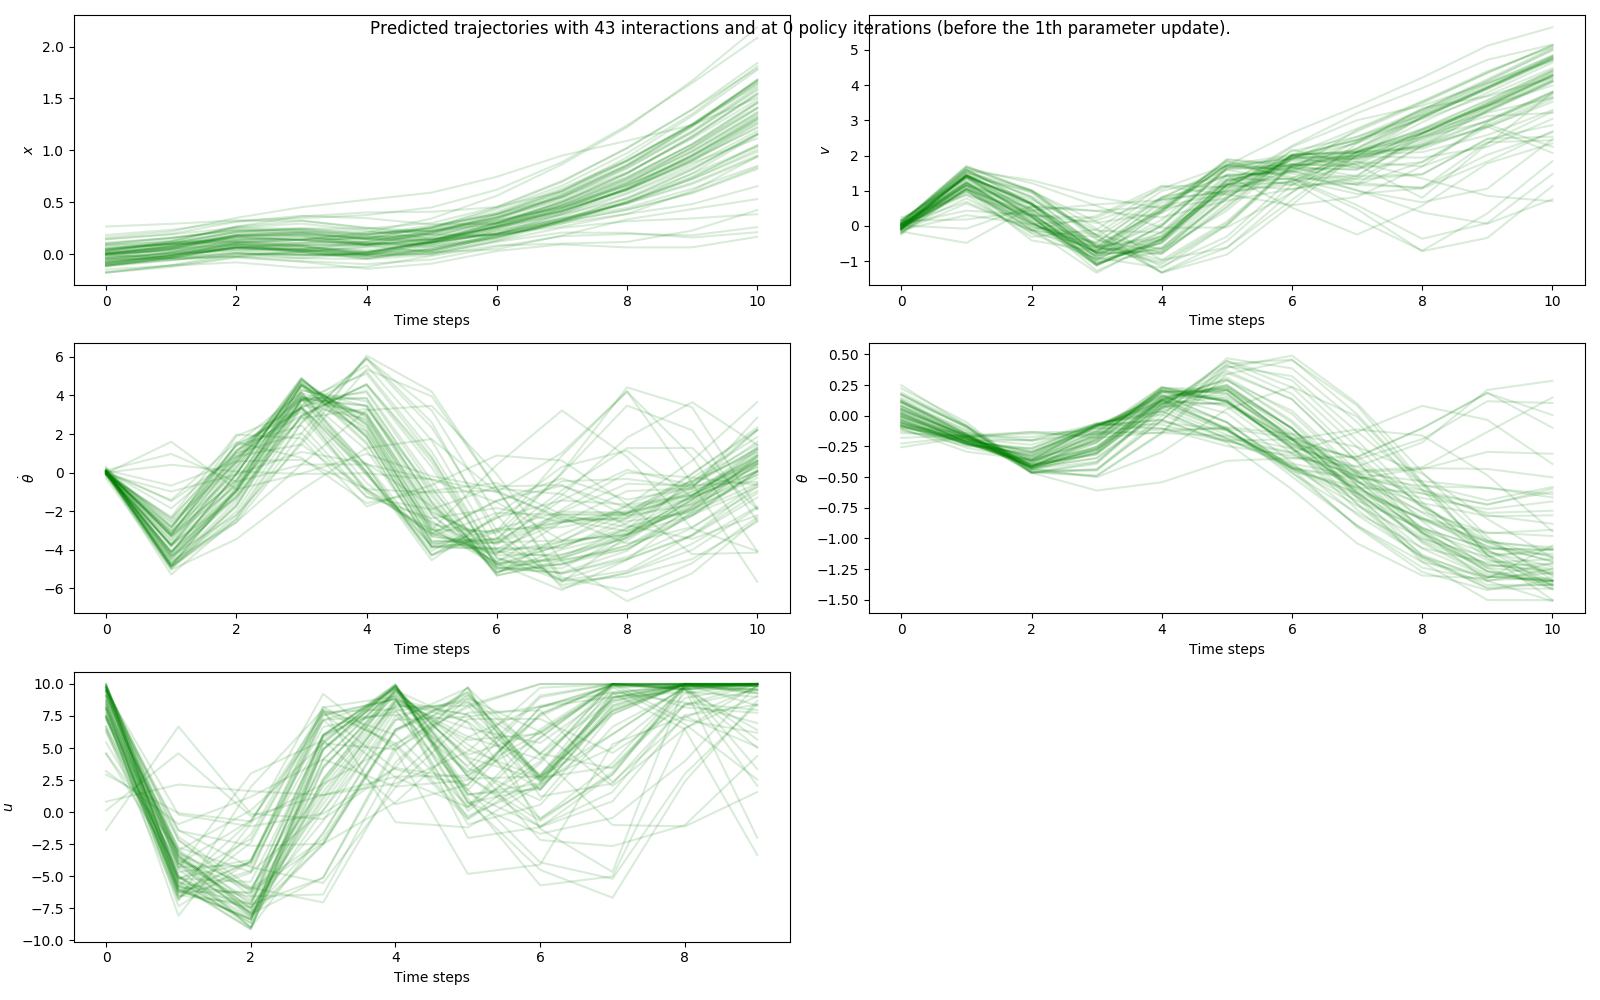 Predicted trajectories with 43 interactions and at 0 policy iterations (before the 1th parameter update).
2.0
1.5
1.0
0.5
0.0
x
0 2 4 6 8 10
Time steps
5
4
3
2
1
0
−1
v
0 2 4 6 8 10
Time steps
6
4
2
0
−2
−4
−6
θ̇
0 2 4 6 8 10
Time steps
0.50
0.25
0.00
−0.25
−0.50
−0.75
−1.00
−1.25
−1.50
θ
0 2 4 6 8 10
Time steps
10.0
7.5
5.0
2.5
0.0
−2.5
−5.0
−7.5
−10.0
u
0 2 4 6 8
Time steps